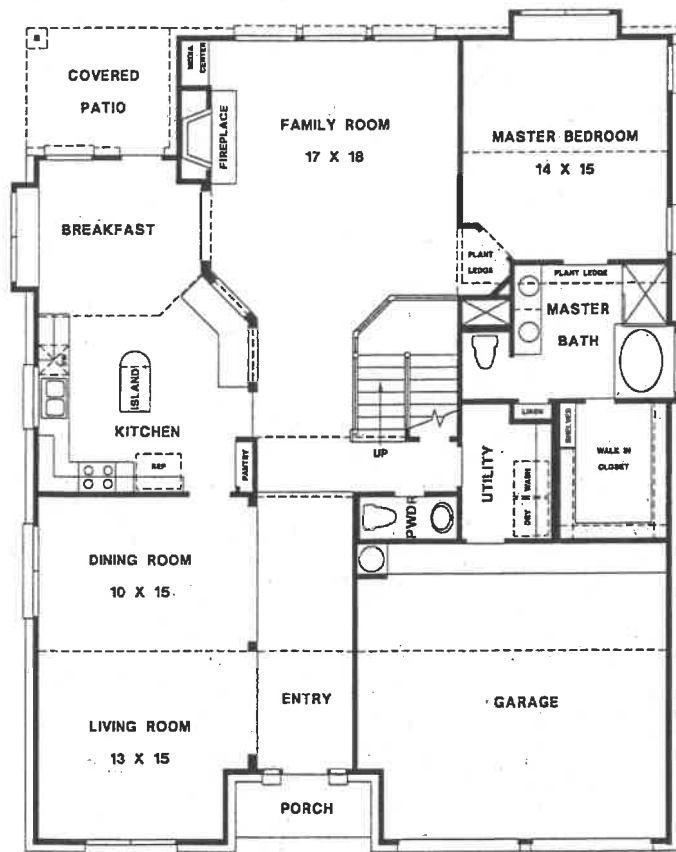 COVERED
PATIO
MEDIA
CENTER
FIREPLACE
FAMILY ROOM
17 X 18
MASTER BEDROOM
14 X 15
BREAKFAST
PLANT
LEDGE
PLANT LEDGE
MASTER
BATH
ISLAND
KITCHEN
REF
PANTRY
UP
LINEN
SHELVES
WALK IN
CLOSET
UTILITY
DRY
WASH
PWDR
DINING ROOM
10 X 15
ENTRY
GARAGE
LIVING ROOM
13 X 15
PORCH